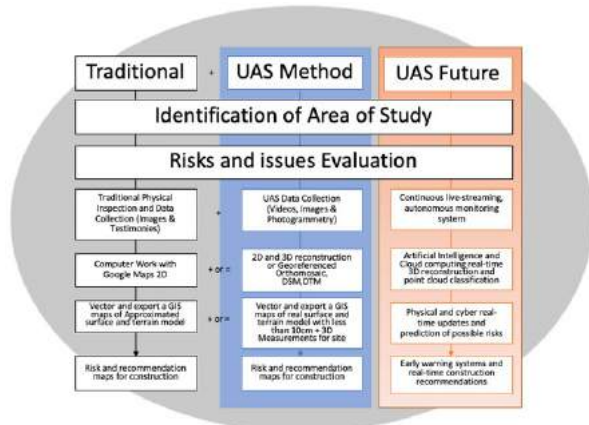 Traditional
+
UAS Method
UAS Future
Identification of Area of Study
Risks and issues Evaluation
Traditional Physical
Inspection and Data
Collection (Images &
Testimonies)
+
UAS Data Collection
(Videos, Images &
Photogrammetry)
Continuous live-streaming,
autonomous monitoring
system
Computer Work with
Google Maps 2D
+ or =
2D and 3D reconstruction
or Georeferenced
Orthomosaic,
DSM,DTM
Artificial Intelligence and
Cloud computing real-time
3D reconstruction and
point cloud classification
Vector and export a GIS
maps of Approximated
surface and terrain model
+ or =
Vector and export a GIS
maps of real surface and
terrain model with less
than 10cm + 3D
Measurements for site
Physical and cyber real-
time updates and
prediction of possible risks
Risk and recommendation
maps for construction
Risk and recommendation
maps for construction
Early warning systems and
real-time construction
recommendations